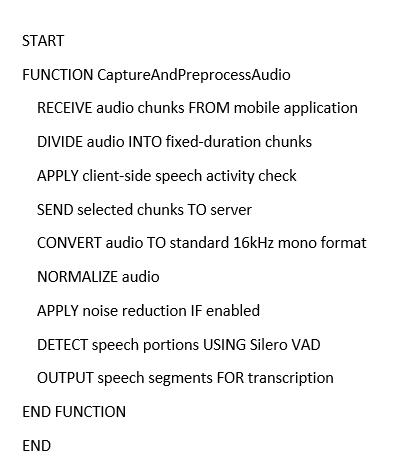 START
FUNCTION CaptureAndPreprocessAudio
RECEIVE audio chunks FROM mobile application
DIVIDE audio INTO fixed-duration chunks
APPLY client-side speech activity check
SEND selected chunks TO server
CONVERT audio TO standard 16kHz mono format
NORMALIZE audio
APPLY noise reduction IF enabled
DETECT speech portions USING Silero VAD
OUTPUT speech segments FOR transcription
END FUNCTION
END